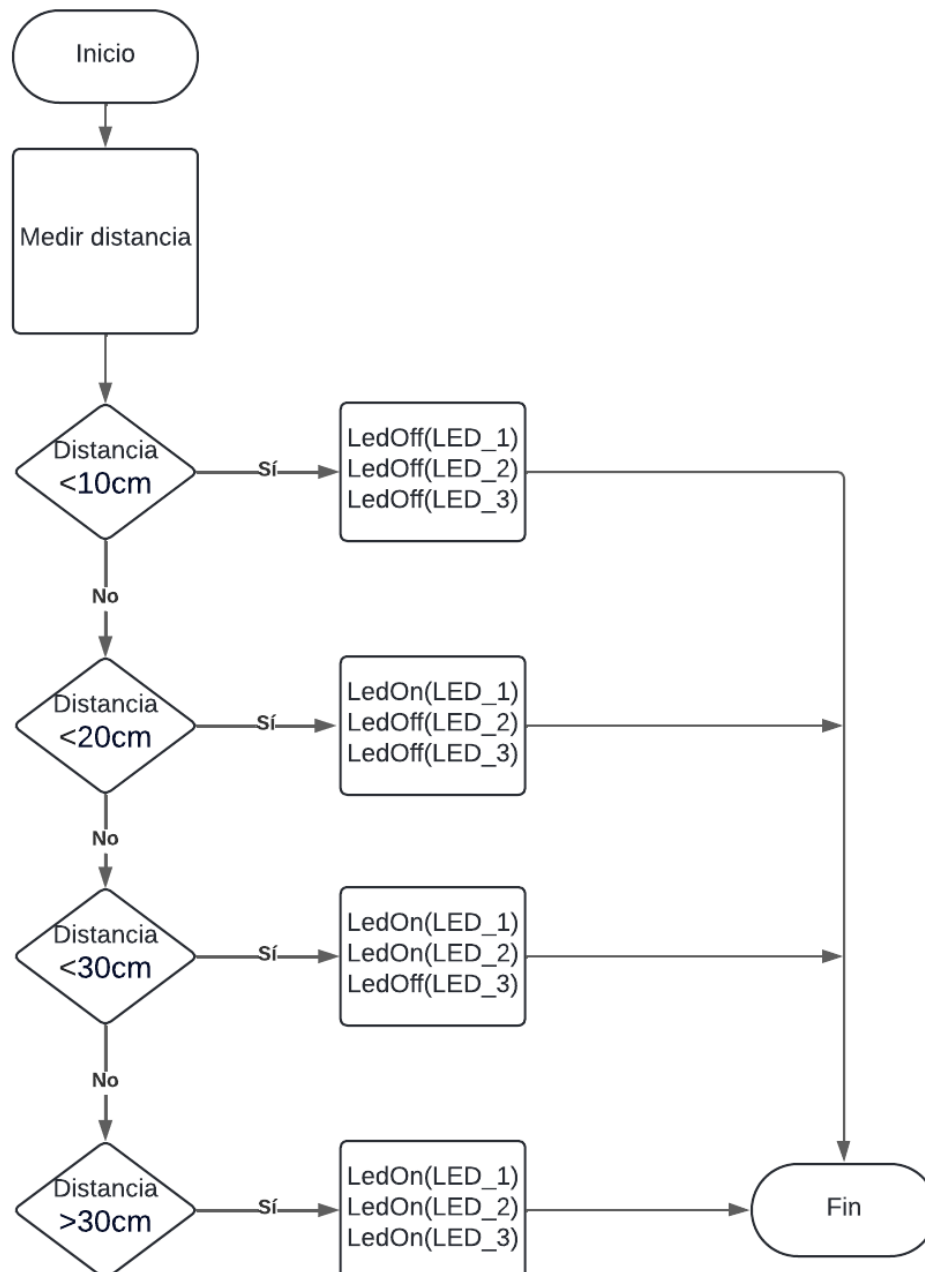 Inicio
Medir distancia
Distancia
<10cm
Sí
LedOff(LED_1)
LedOff(LED_2)
LedOff(LED_3)
No
Distancia
<20cm
Sí
LedOn(LED_1)
LedOff(LED_2)
LedOff(LED_3)
No
Distancia
<30cm
Sí
LedOn(LED_1)
LedOn(LED_2)
LedOff(LED_3)
No
Distancia
>30cm
Sí
LedOn(LED_1)
LedOn(LED_2)
LedOn(LED_3)
Fin